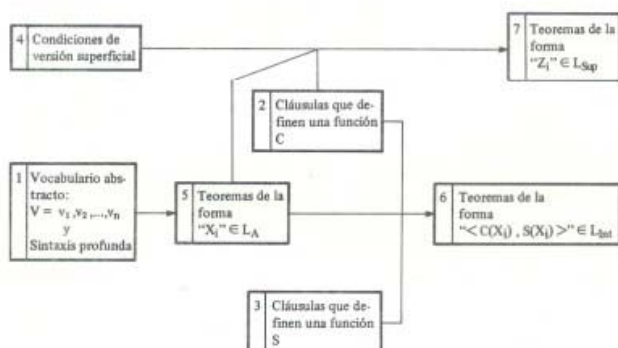 4 Condiciones de
versión superficial
7 Teoremas de la
forma
“Zi” ∈ LSup
2 Cláusulas que de-
finen una función
C
1 Vocabulario abs-
tracto:
V = v1 ,v2 ,...,vn
y
Sintaxis profunda
5 Teoremas de la
forma
“Xi” ∈ LA
6 Teoremas de la
forma
“< C(Xi) , S(Xi) >” ∈ LInt
3 Cláusulas que de-
finen una función
S